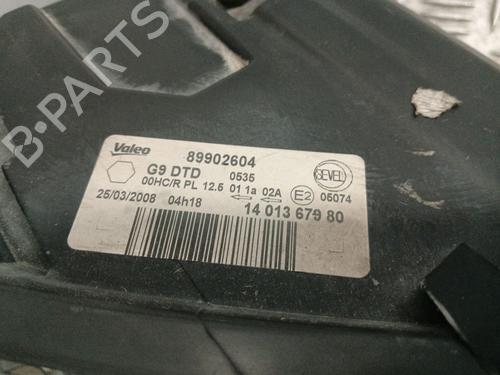 B-PARTS
Valeo 89902604
G9 DTD 0535 SEVEL
00HC/R PL 12.5 01 1a 02A E2 05074
25/03/2008 04h18
14 013 679 80